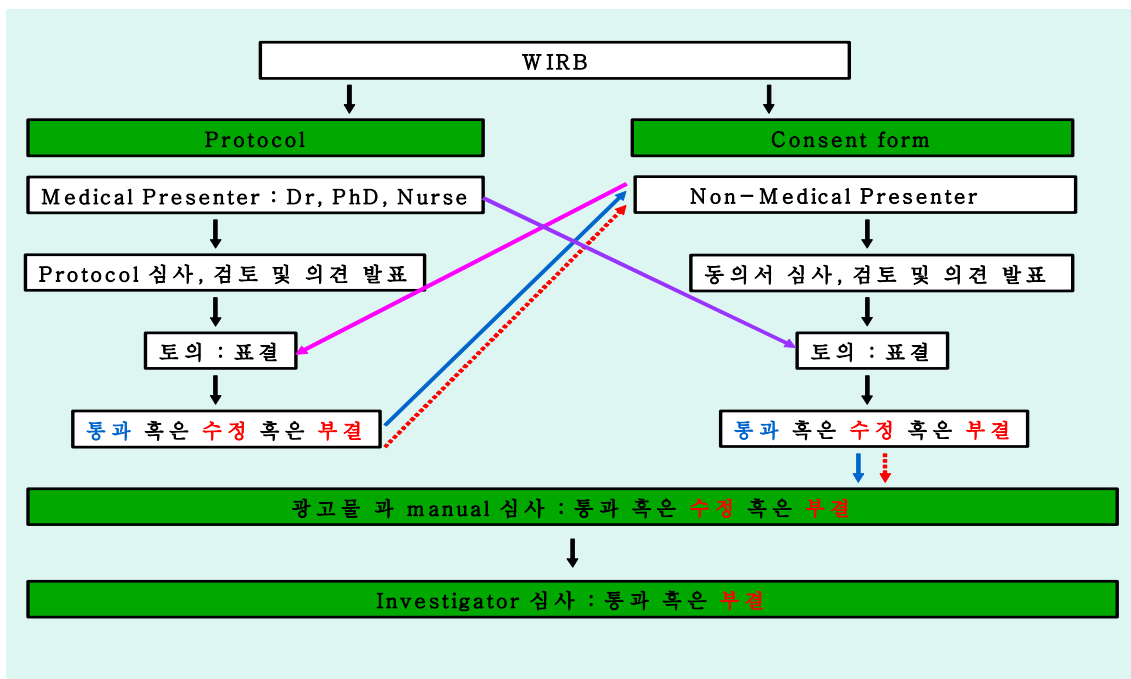 WIRB
Protocol
Consent form
Medical Presenter : Dr, PhD, Nurse
Non-Medical Presenter
Protocol 심사, 검토 및 의견 발표
동의서 심사, 검토 및 의견 발표
토의 : 표결
토의 : 표결
통과 혹은 수정 혹은 부결
통과 혹은 수정 혹은 부결
광고물 과 manual 심사 : 통과 혹은 수정 혹은 부결
Investigator 심사 : 통과 혹은 부결